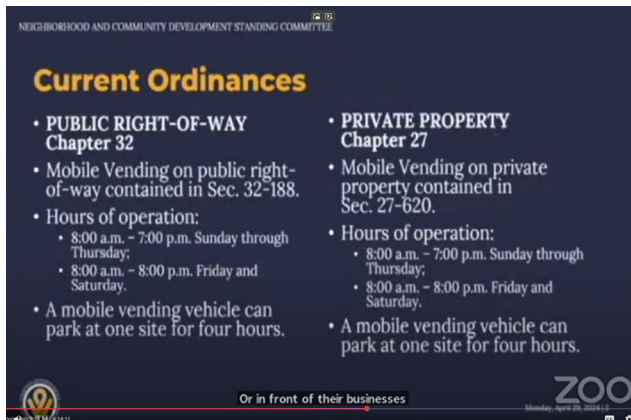 NEIGHBORHOOD AND COMMUNITY DEVELOPMENT STANDING COMMITTEE
Current Ordinances
• PUBLIC RIGHT-OF-WAY
Chapter 32
• Mobile Vending on public right-
of-way contained in Sec. 32-188.
• Hours of operation:
• 8:00 a.m. – 7:00 p.m. Sunday through
Thursday;
• 8:00 a.m. – 8:00 p.m. Friday and
Saturday.
• A mobile vending vehicle can
park at one site for four hours.
• PRIVATE PROPERTY
Chapter 27
• Mobile Vending on private
property contained in
Sec. 27-620.
• Hours of operation:
• 8:00 a.m. – 7:00 p.m. Sunday through
Thursday;
• 8:00 a.m. – 8:00 p.m. Friday and
Saturday.
• A mobile vending vehicle can
park at one site for four hours.
Or in front of their businesses
ZOO
Monday, April 29, 2024 |